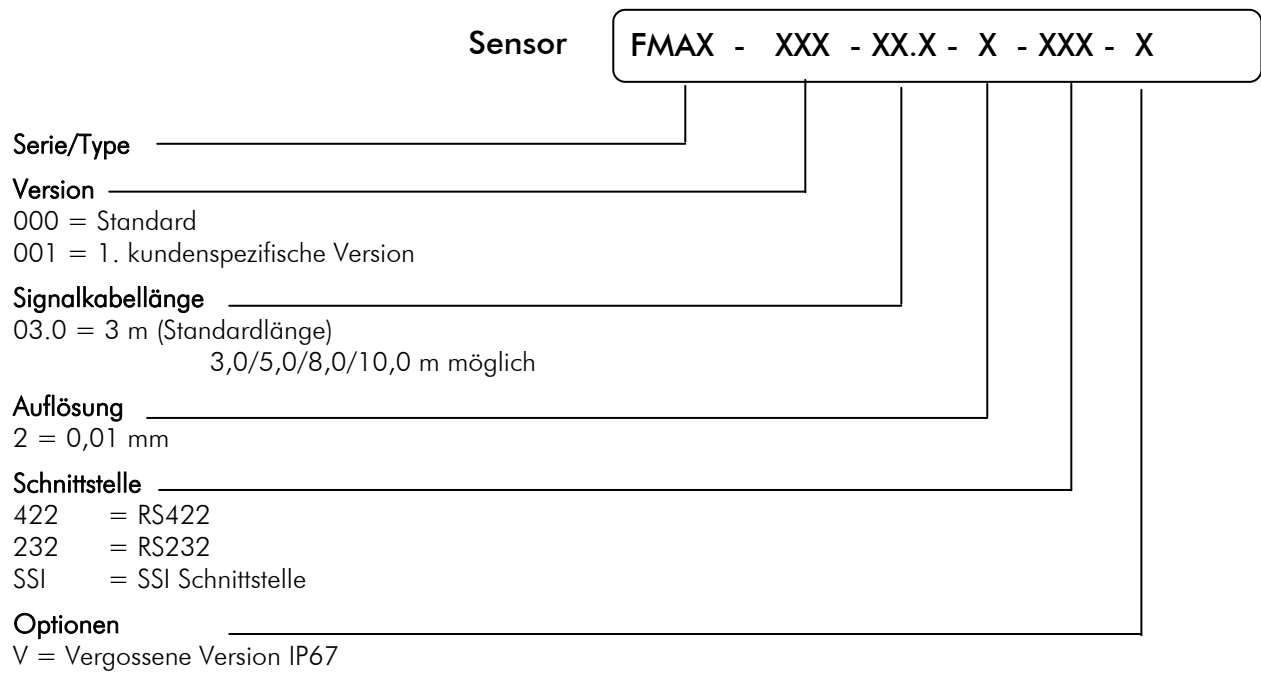 Sensor FMAX - XXX - XX.X - X - XXX - X
Serie/Type
Version
000 = Standard
001 = 1. kundenspezifische Version
Signalkabellänge
03.0 = 3 m (Standardlänge)
3,0/5,0/8,0/10,0 m möglich
Auflösung
2 = 0,01 mm
Schnittstelle
422 = RS422
232 = RS232
SSI = SSI Schnittstelle
Optionen
V = Vergossene Version IP67